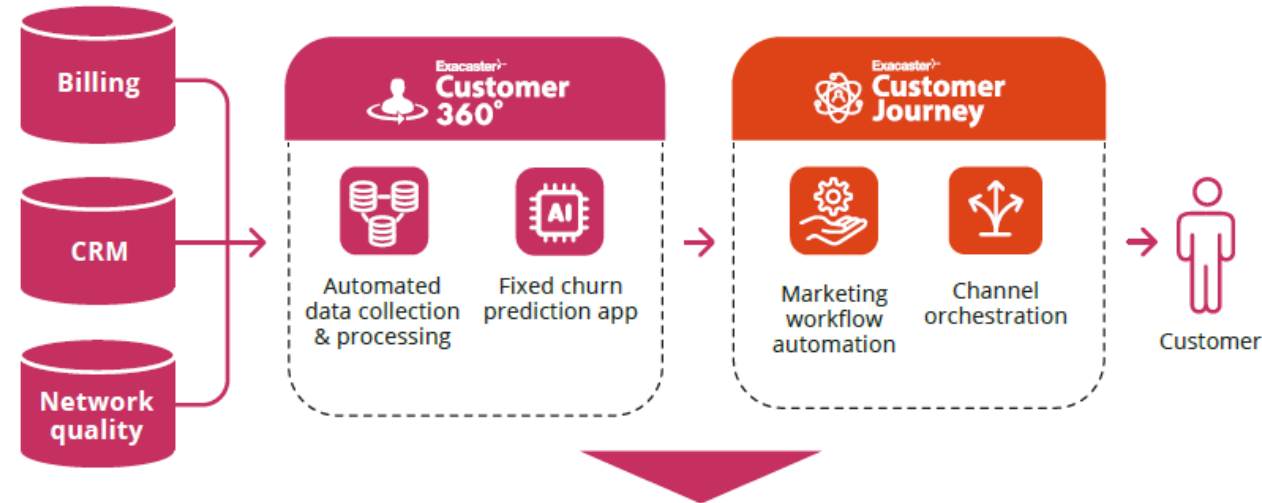 Billing
CRM
Network
quality
Exacaster
Customer
360°
AI
Automated
data collection
& processing
Fixed churn
prediction app
Exacaster
Customer
Journey
Marketing
workflow
automation
Channel
orchestration
Customer